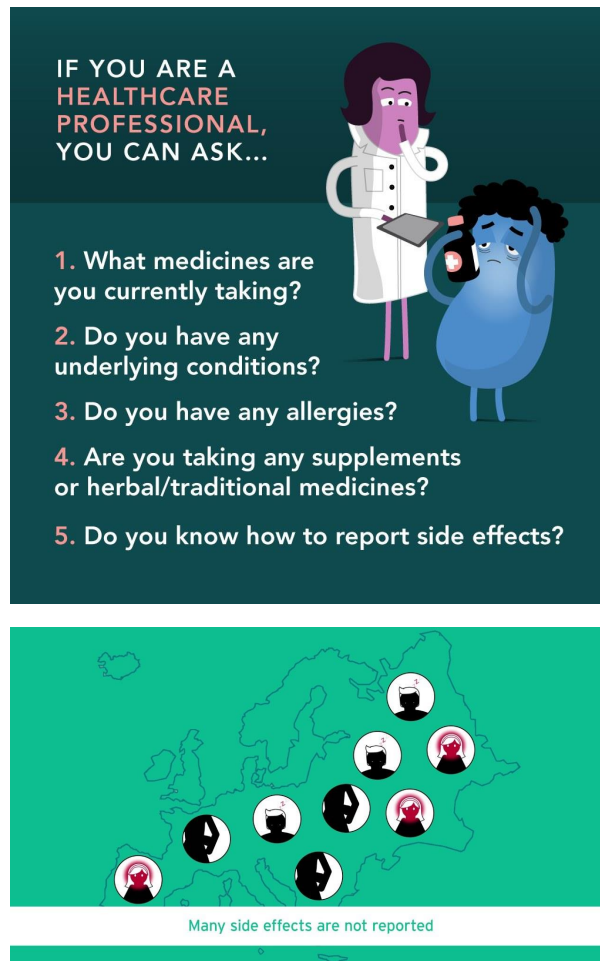 IF YOU ARE A
HEALTHCARE
PROFESSIONAL,
YOU CAN ASK...
1. What medicines are
you currently taking?
2. Do you have any
underlying conditions?
3. Do you have any allergies?
4. Are you taking any supplements
or herbal/traditional medicines?
5. Do you know how to report side effects?
z
z
z
Many side effects are not reported